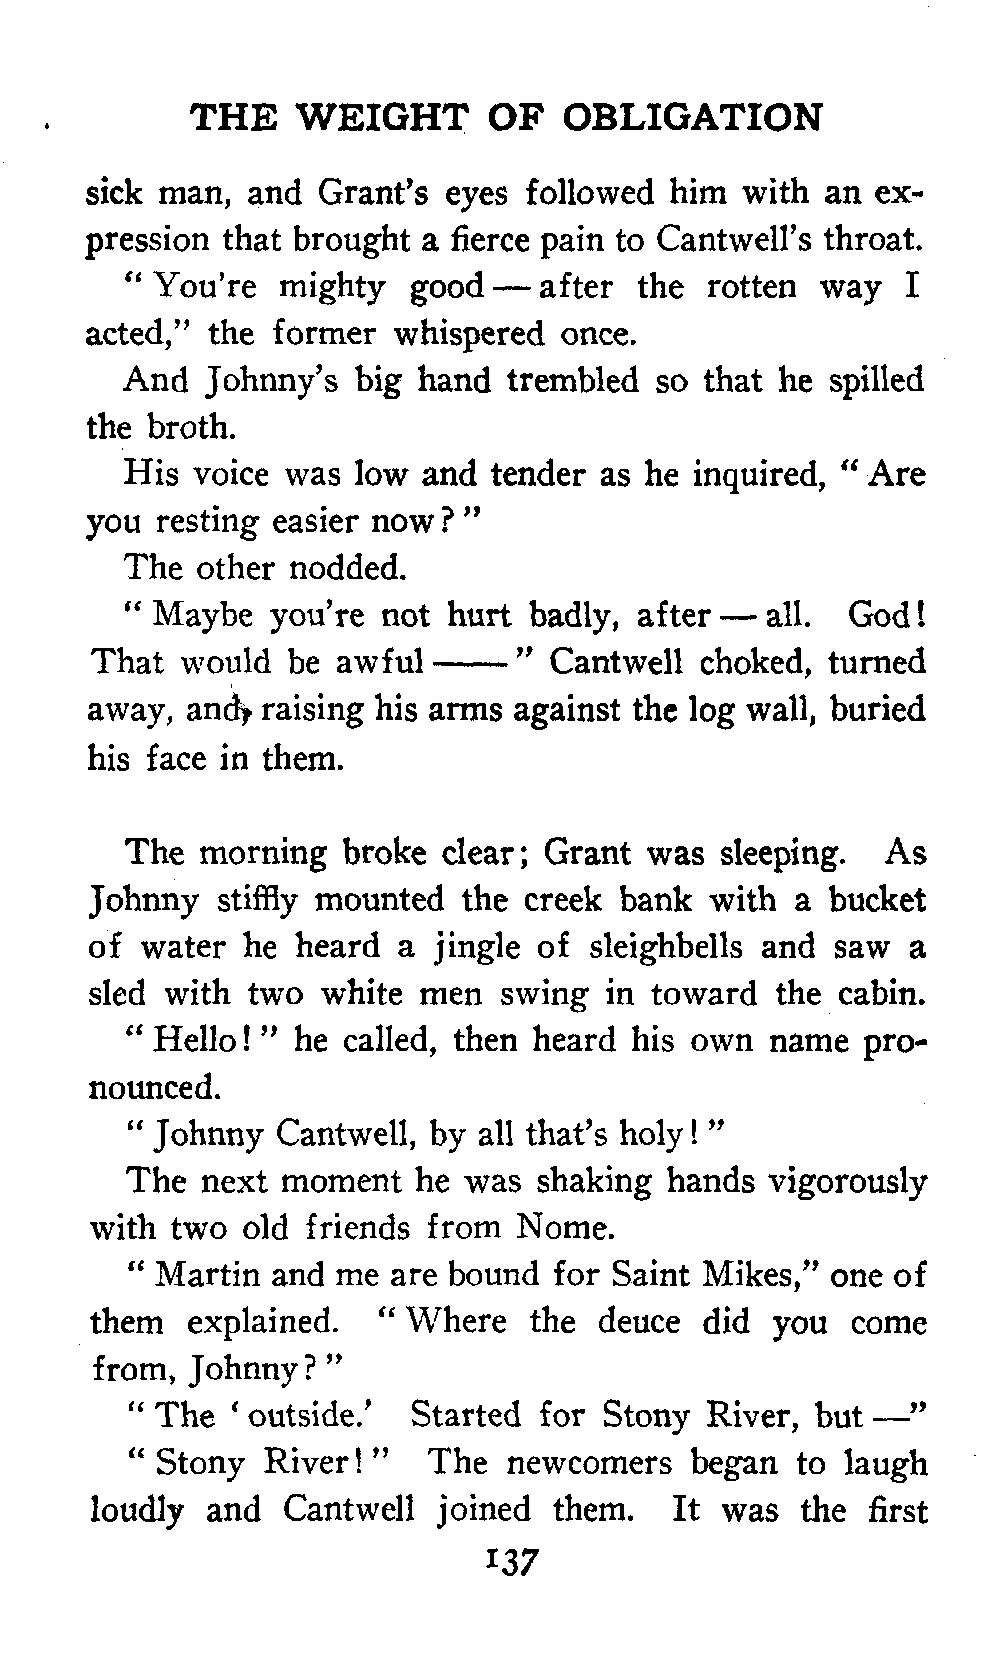 THE WEIGHT OF OBLIGATION
sick man, and Grant's eyes followed him with an ex-
pression that brought a fierce pain to Cantwell's throat.
" You're mighty good — after the rotten way I
acted," the former whispered once.
And Johnny's big hand trembled so that he spilled
the broth.
His voice was low and tender as he inquired, " Are
you resting easier now? "
The other nodded.
" Maybe you're not hurt badly, after — all. God!
That would be awful —— " Cantwell choked, turned
away, and, raising his arms against the log wall, buried
his face in them.
The morning broke clear; Grant was sleeping. As
Johnny stiffly mounted the creek bank with a bucket
of water he heard a jingle of sleighbells and saw a
sled with two white men swing in toward the cabin.
" Hello! " he called, then heard his own name pro-
nounced.
" Johnny Cantwell, by all that's holy! "
The next moment he was shaking hands vigorously
with two old friends from Nome.
" Martin and me are bound for Saint Mikes," one of
them explained. " Where the deuce did you come
from, Johnny? "
" The ' outside.' Started for Stony River, but —"
" Stony River! " The newcomers began to laugh
loudly and Cantwell joined them. It was the first
137